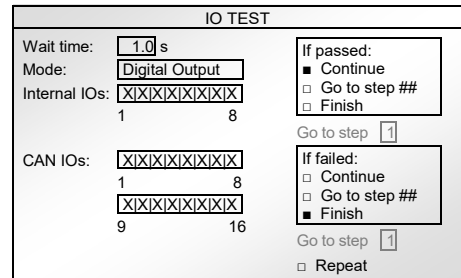 IO TEST
Wait time: 1.0 s
Mode: Digital Output
Internal IOs: X|X|X|X|X|X|X|X
1 8
CAN IOs: X|X|X|X|X|X|X|X
1 8
X|X|X|X|X|X|X|X
9 16
If passed:
■ Continue
□ Go to step ##
□ Finish
Go to step 1
If failed:
□ Continue
□ Go to step ##
■ Finish
Go to step 1
□ Repeat